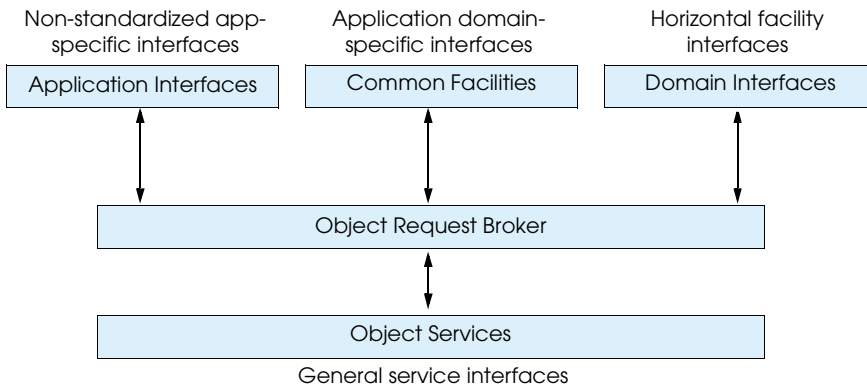 Non-standardized app-
specific interfaces
Application domain-
specific interfaces
Horizontal facility
interfaces
Application Interfaces
Common Facilities
Domain Interfaces
Object Request Broker
Object Services
General service interfaces